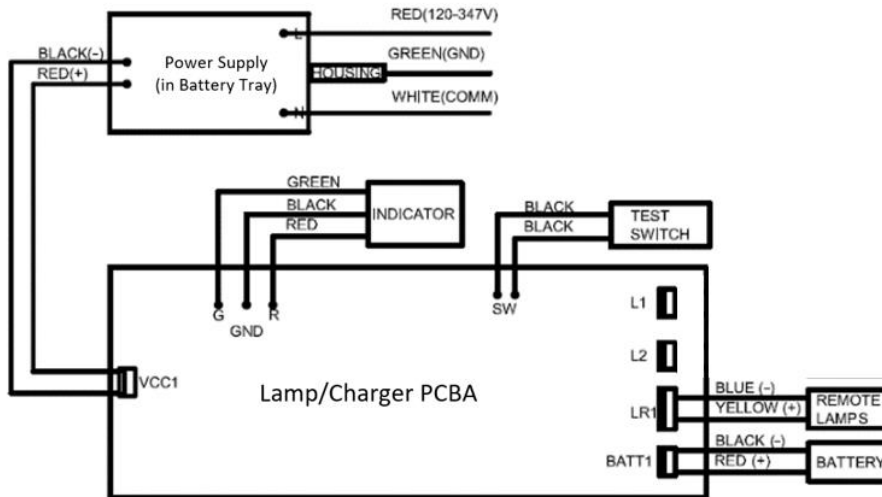 RED(120-347V)
BLACK(-)
L
Power Supply
GREEN(GND)
RED(+)
(in Battery Tray)
HOUSING
WHITE(COMM)
N
GREEN
BLACK
INDICATOR
RED
BLACK
TEST
BLACK
SWITCH
G
R
GND
SW
L1
L2
VCC1
Lamp/Charger PCBA
BLUE (-)
REMOTE
YELLOW (+)
LR1
LAMPS
BLACK (-)
BATT1
RED (+)
BATTERY